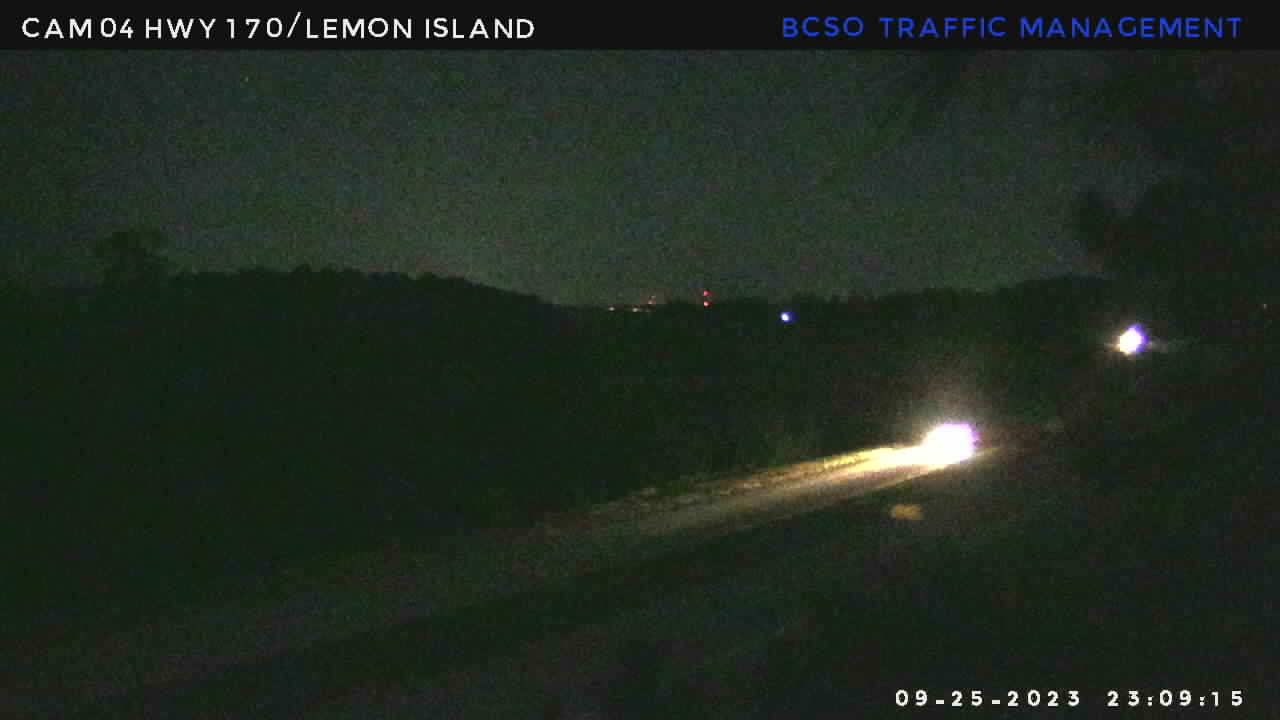 CAM04 HWY 170/LEMON ISLAND
BCSO TRAFFIC MANAGEMENT
09-25-2023 23:09:15